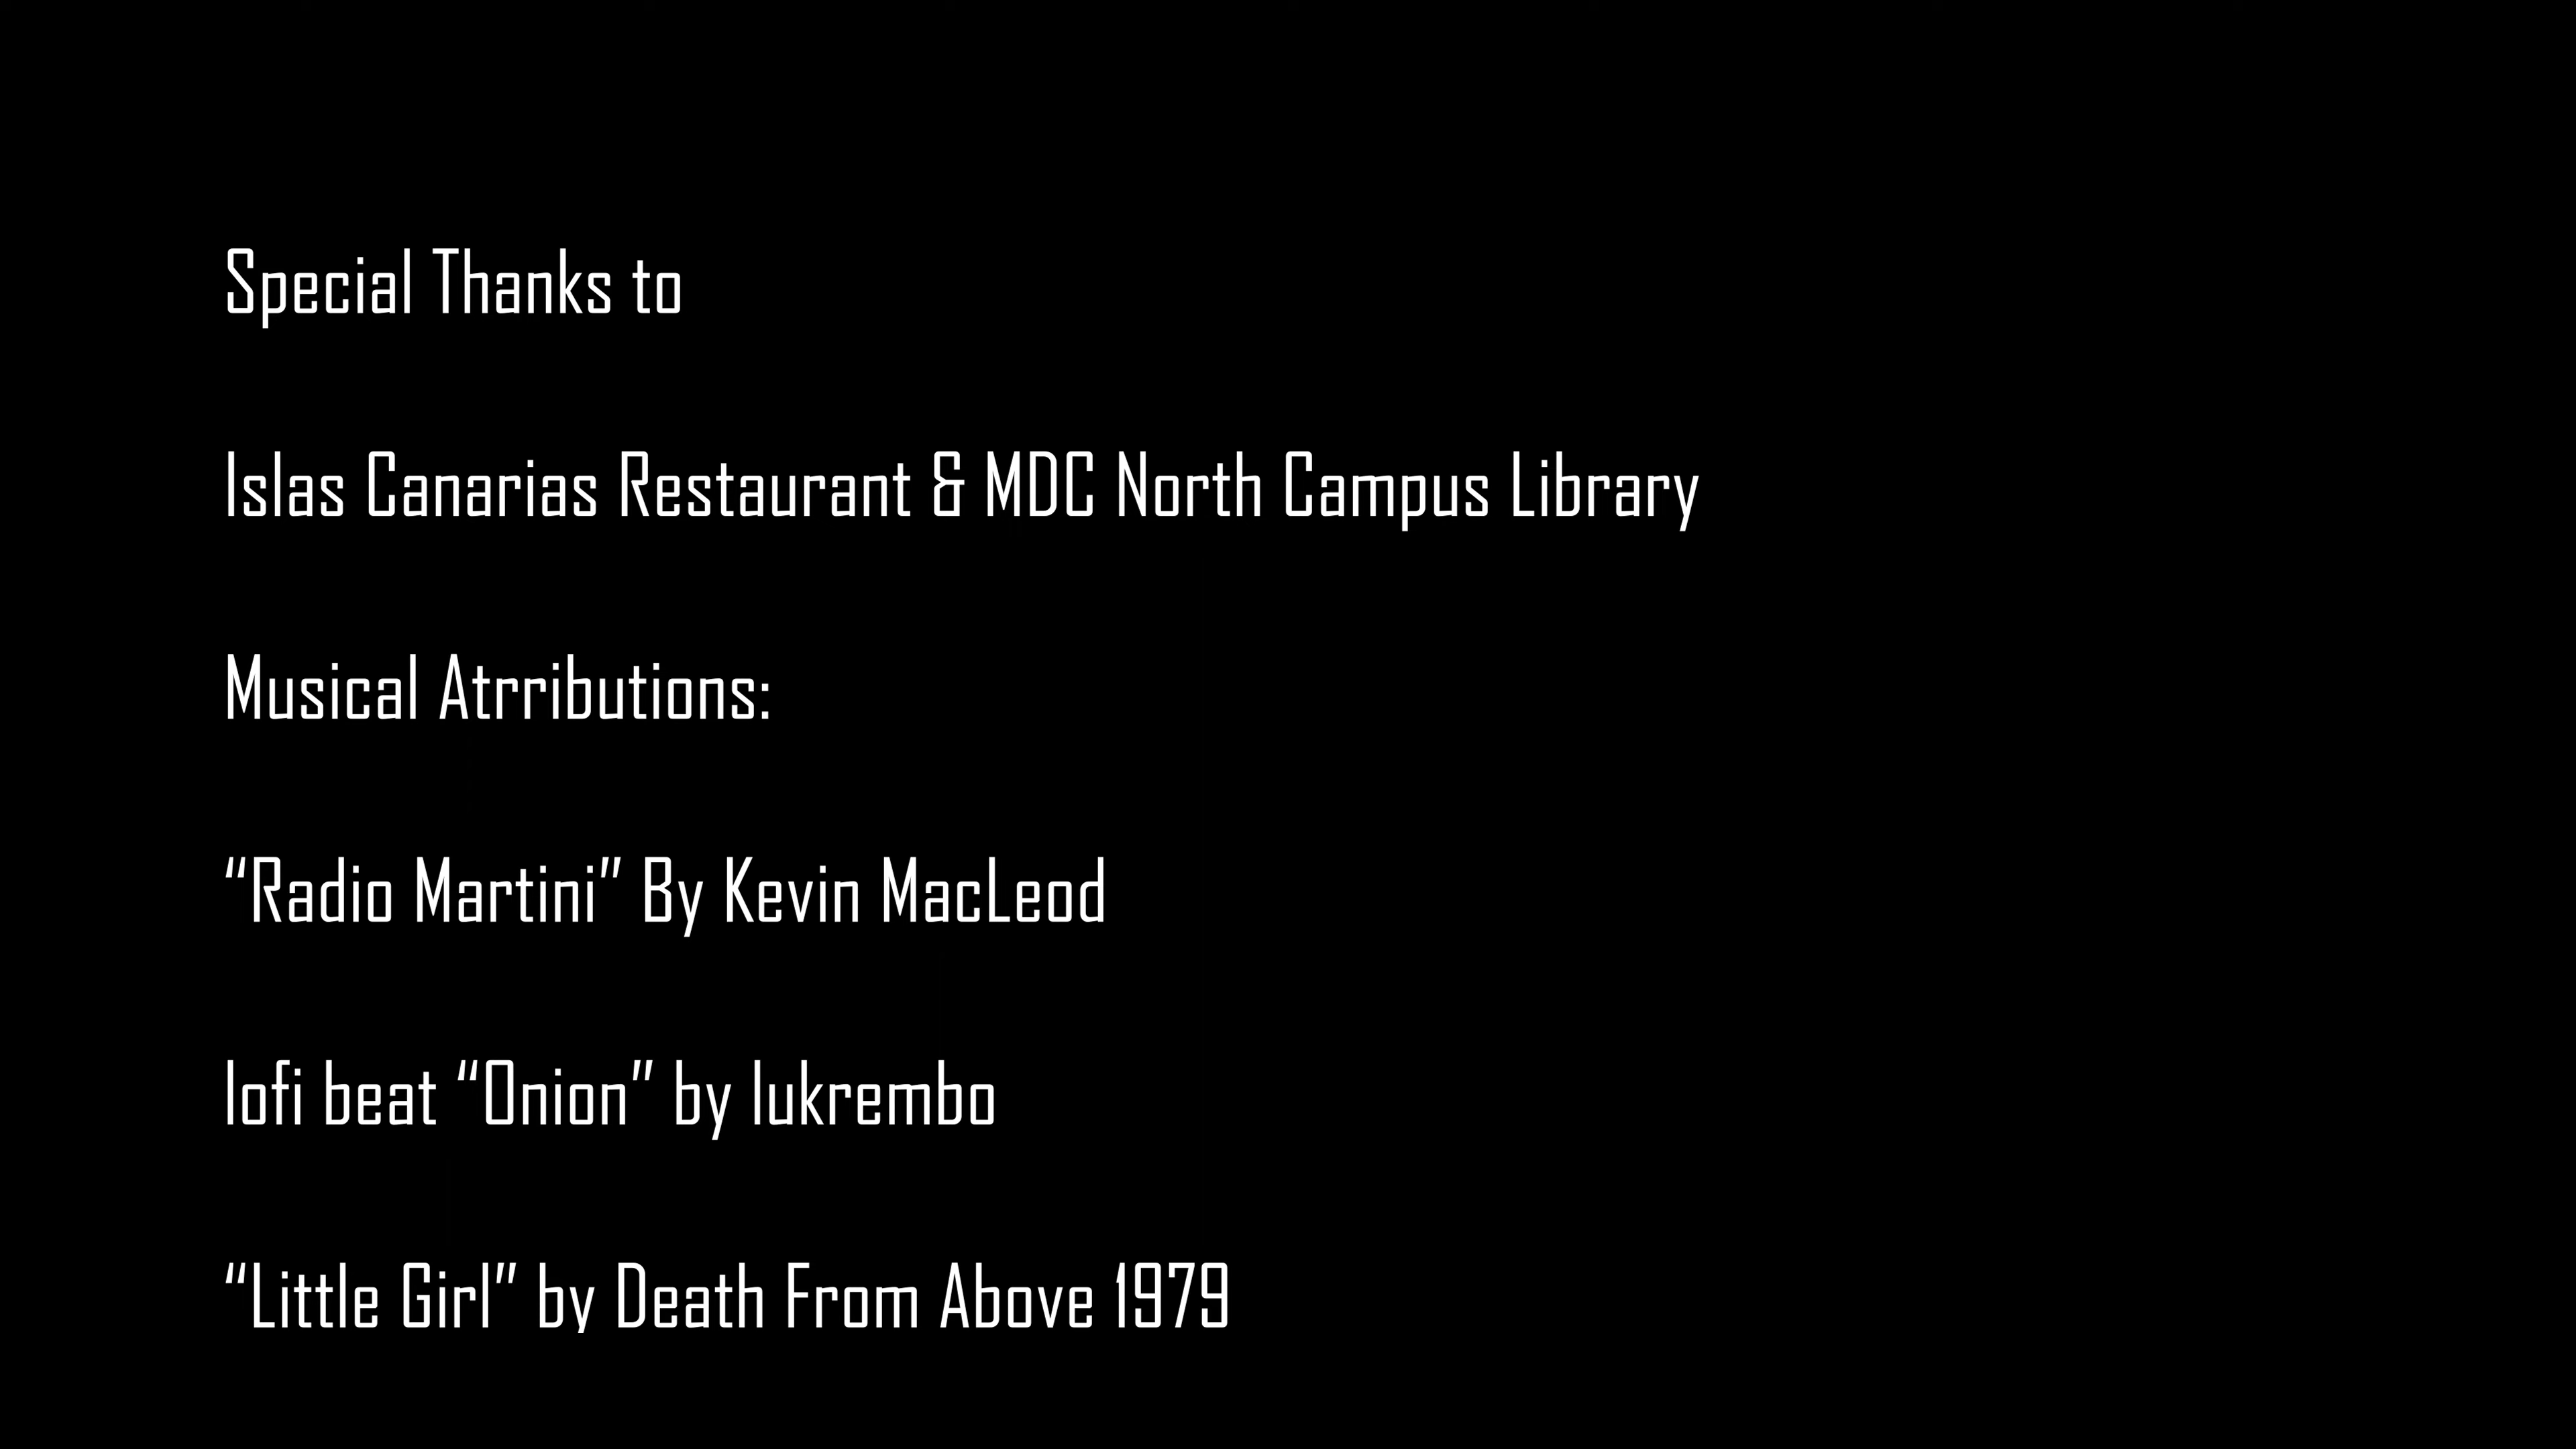 Special Thanks to
Islas Canarias Restaurant & MDC North Campus Library
Musical Atrributions:
“Radio Martini” By Kevin MacLeod
lofi beat “Onion” by lukrembo
“Little Girl” by Death From Above 1979